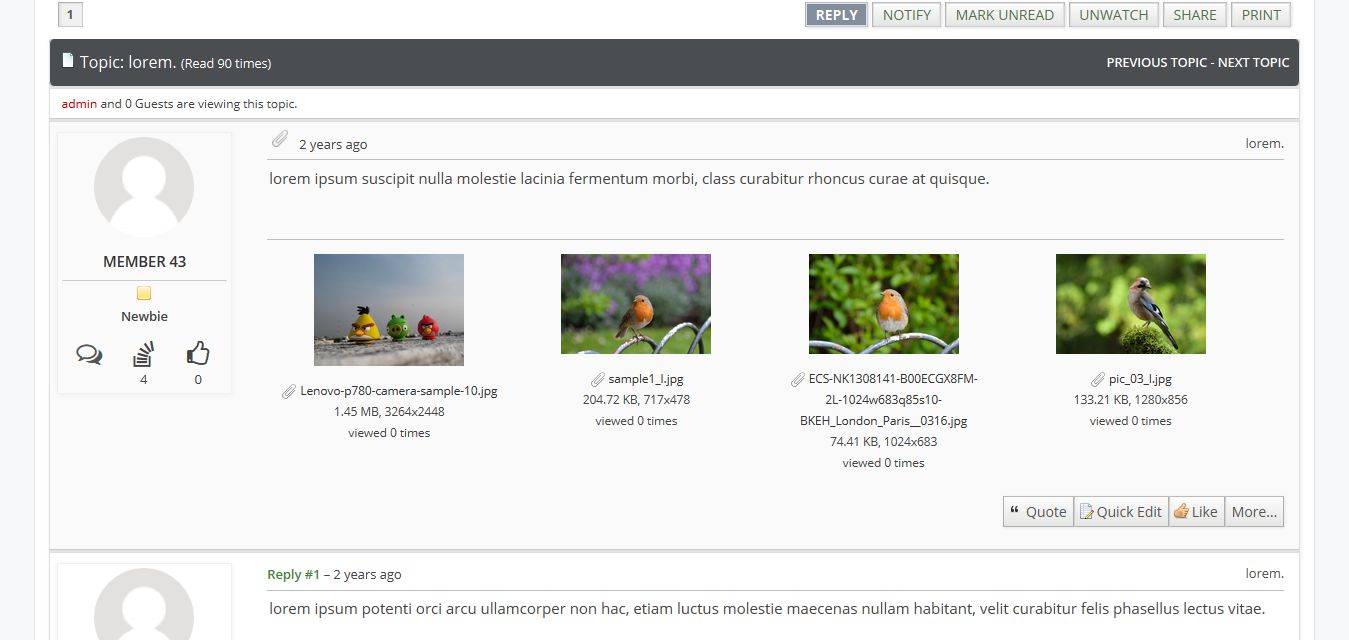 1
REPLY NOTIFY MARK UNREAD UNWATCH SHARE PRINT
Topic: lorem. (Read 90 times) PREVIOUS TOPIC - NEXT TOPIC
admin and 0 Guests are viewing this topic.
MEMBER 43
Newbie
4 0
2 years ago lorem.
lorem ipsum suscipit nulla molestie lacinia fermentum morbi, class curabitur rhoncus curae at quisque.
Lenovo-p780-camera-sample-10.jpg
1.45 MB, 3264x2448
viewed 0 times
sample1_l.jpg
204.72 KB, 717x478
viewed 0 times
ECS-NK1308141-B00ECGX8FM-
2L-1024w683q85s10-
BKEH_London_Paris__0316.jpg
74.41 KB, 1024x683
viewed 0 times
pic_03_l.jpg
133.21 KB, 1280x856
viewed 0 times
Quote Quick Edit Like More...
Reply #1 – 2 years ago lorem.
lorem ipsum potenti orci arcu ullamcorper non hac, etiam luctus molestie maecenas nullam habitant, velit curabitur felis phasellus lectus vitae.